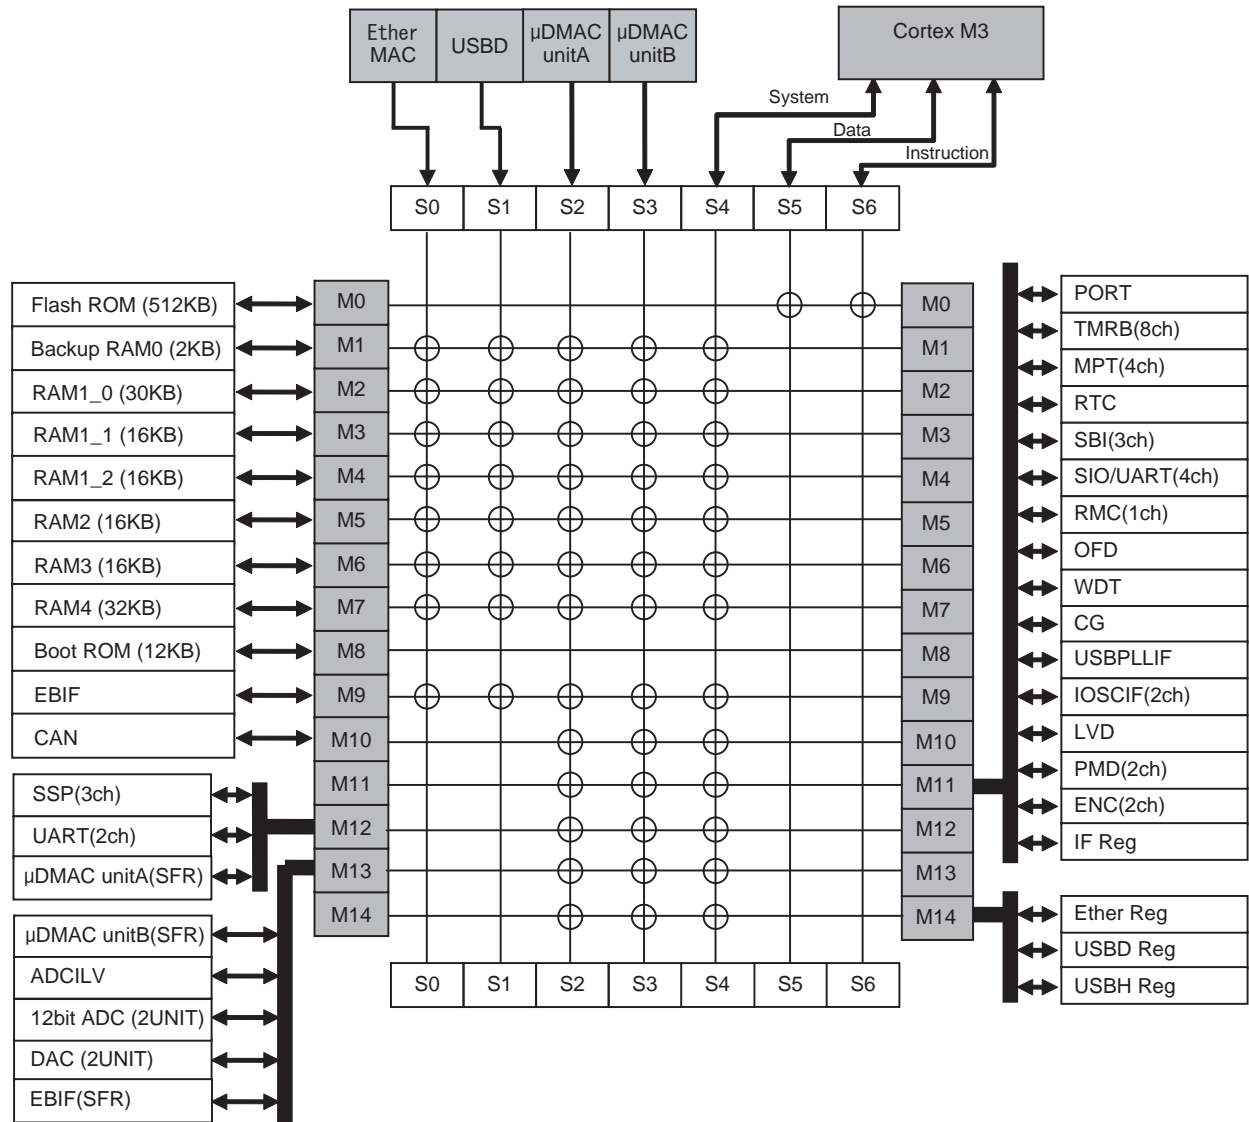 Ether
MAC
USBD
µDMAC
unitA
µDMAC
unitB
Cortex M3
System
Data
Instruction
S0 S1 S2 S3 S4 S5 S6
Flash ROM (512KB)
Backup RAM0 (2KB)
RAM1_0 (30KB)
RAM1_1 (16KB)
RAM1_2 (16KB)
RAM2 (16KB)
RAM3 (16KB)
RAM4 (32KB)
Boot ROM (12KB)
EBIF
CAN
SSP(3ch)
UART(2ch)
µDMAC unitA(SFR)
µDMAC unitB(SFR)
ADCILV
12bit ADC (2UNIT)
DAC (2UNIT)
EBIF(SFR)
M0
M1
M2
M3
M4
M5
M6
M7
M8
M9
M10
M11
M12
M13
M14
M0
M1
M2
M3
M4
M5
M6
M7
M8
M9
M10
M11
M12
M13
M14
PORT
TMRB(8ch)
MPT(4ch)
RTC
SBI(3ch)
SIO/UART(4ch)
RMC(1ch)
OFD
WDT
CG
USBPLLIF
IOSCIF(2ch)
LVD
PMD(2ch)
ENC(2ch)
IF Reg
Ether Reg
USBD Reg
USBH Reg
S0 S1 S2 S3 S4 S5 S6